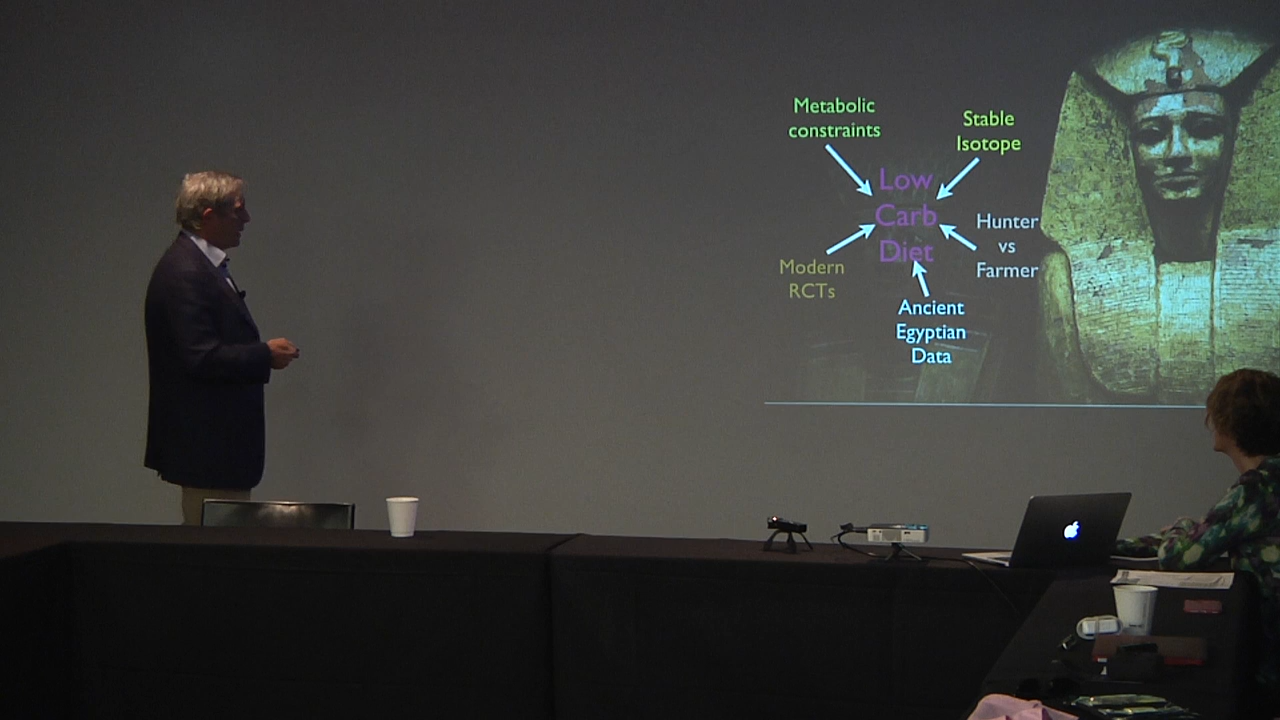 Metabolic
constraints
Stable
Isotope
Low
Carb
Diet
Hunter
vs
Farmer
Modern
RCTs
Ancient
Egyptian
Data